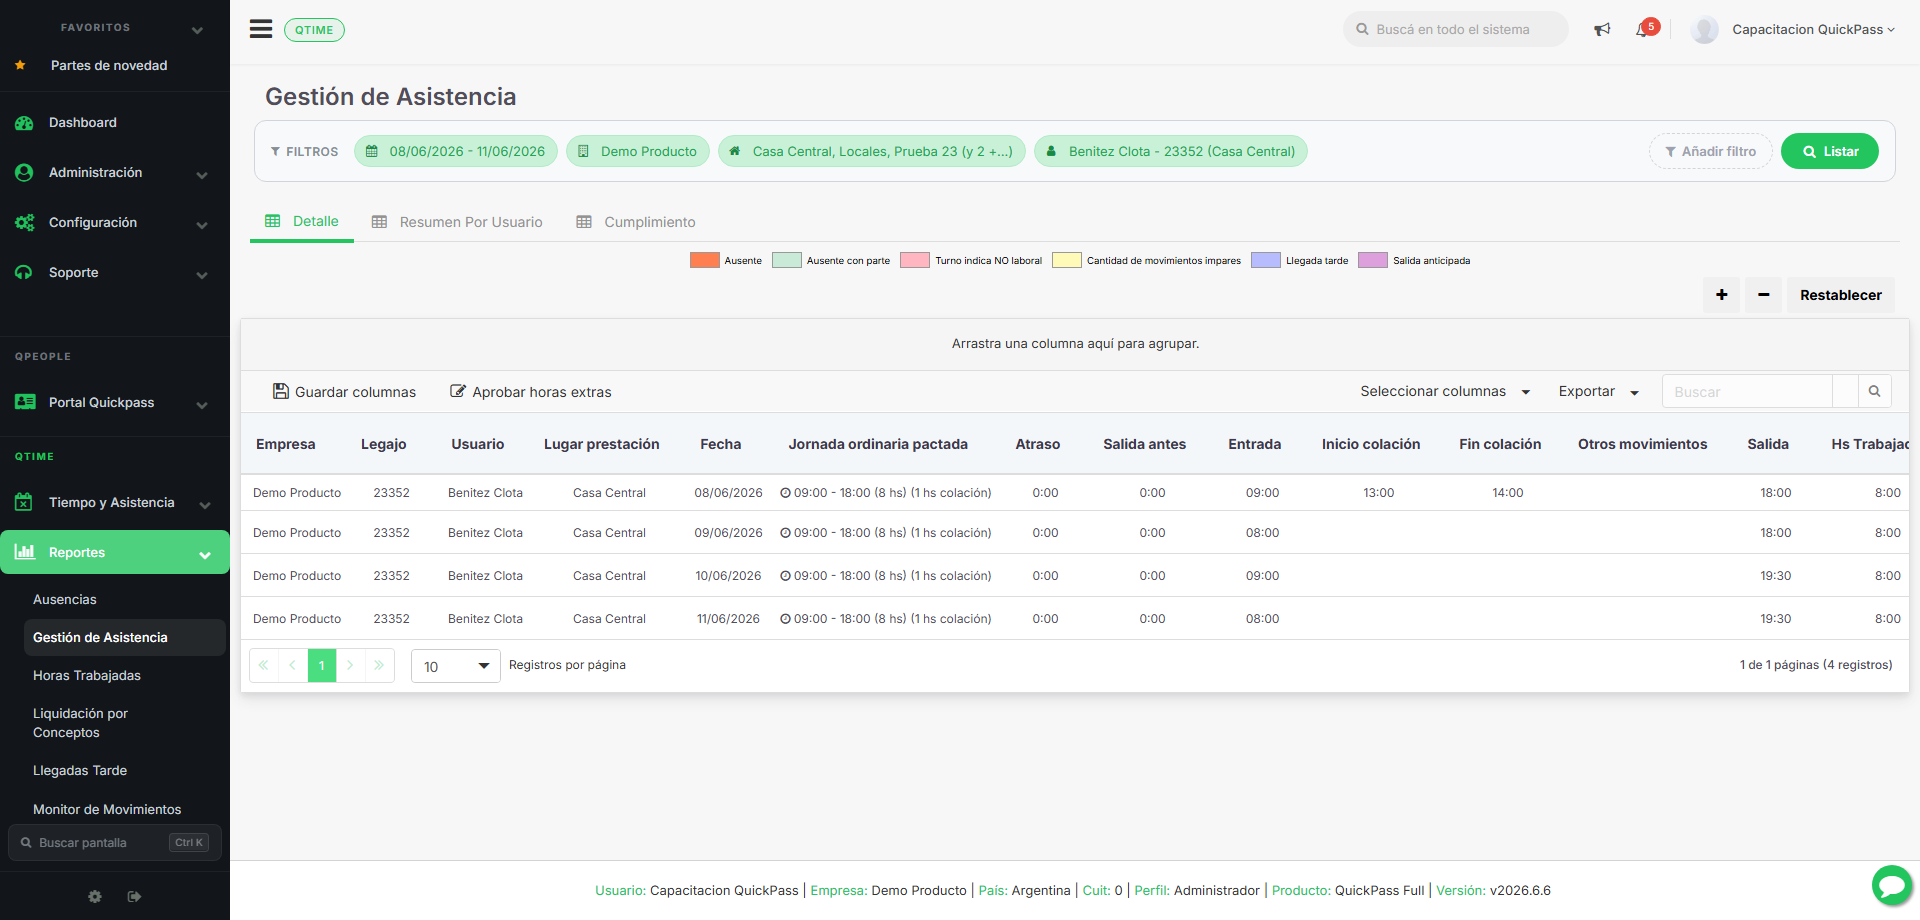 FAVORITOS
Partes de novedad
Dashboard
Administración
Configuración
Soporte
QPEOPLE
Portal Quickpass
QTIME
Tiempo y Asistencia
Reportes
Ausencias
Gestión de Asistencia
Horas Trabajadas
Liquidación por
Conceptos
Llegadas Tarde
Monitor de Movimientos
Buscar pantalla Ctrl K
QTIME
Buscá en todo el sistema
5
Capacitacion QuickPass
Gestión de Asistencia
FILTROS 08/06/2026 - 11/06/2026 Demo Producto Casa Central, Locales, Prueba 23 (y 2 +...) Benitez Clota - 23352 (Casa Central) Añadir filtro Listar
Detalle Resumen Por Usuario Cumplimiento
Ausente Ausente con parte Turno indica NO laboral Cantidad de movimientos impares Llegada tarde Salida anticipada
+ − Restablecer
Arrastra una columna aquí para agrupar.
Guardar columnas Aprobar horas extras Seleccionar columnas Exportar Buscar
Empresa Legajo Usuario Lugar prestación Fecha Jornada ordinaria pactada Atraso Salida antes Entrada Inicio colación Fin colación Otros movimientos Salida Hs Trabajad
Demo Producto 23352 Benitez Clota Casa Central 08/06/2026 09:00 - 18:00 (8 hs) (1 hs colación) 0:00 0:00 09:00 13:00 14:00 18:00 8:00
Demo Producto 23352 Benitez Clota Casa Central 09/06/2026 09:00 - 18:00 (8 hs) (1 hs colación) 0:00 0:00 08:00 18:00 8:00
Demo Producto 23352 Benitez Clota Casa Central 10/06/2026 09:00 - 18:00 (8 hs) (1 hs colación) 0:00 0:00 09:00 19:30 8:00
Demo Producto 23352 Benitez Clota Casa Central 11/06/2026 09:00 - 18:00 (8 hs) (1 hs colación) 0:00 0:00 08:00 19:30 8:00
« ‹ 1 › » 10 Registros por página 1 de 1 páginas (4 registros)
Usuario: Capacitacion QuickPass | Empresa: Demo Producto | País: Argentina | Cuit: 0 | Perfil: Administrador | Producto: QuickPass Full | Versión: v2026.6.6